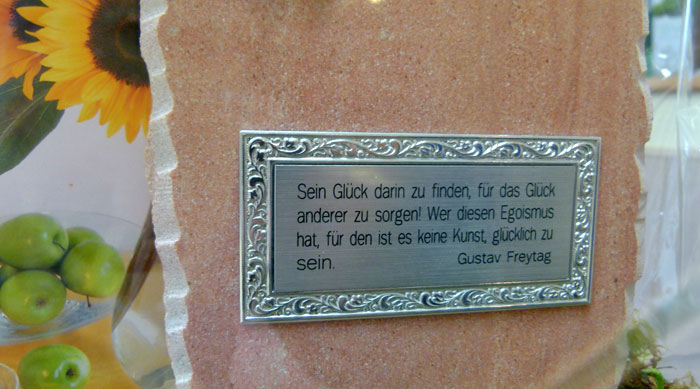 Sein Glück darin zu finden, für das Glück
anderer zu sorgen! Wer diesen Egoismus
hat, für den ist es keine Kunst, glücklich zu
sein.
Gustav Freytag